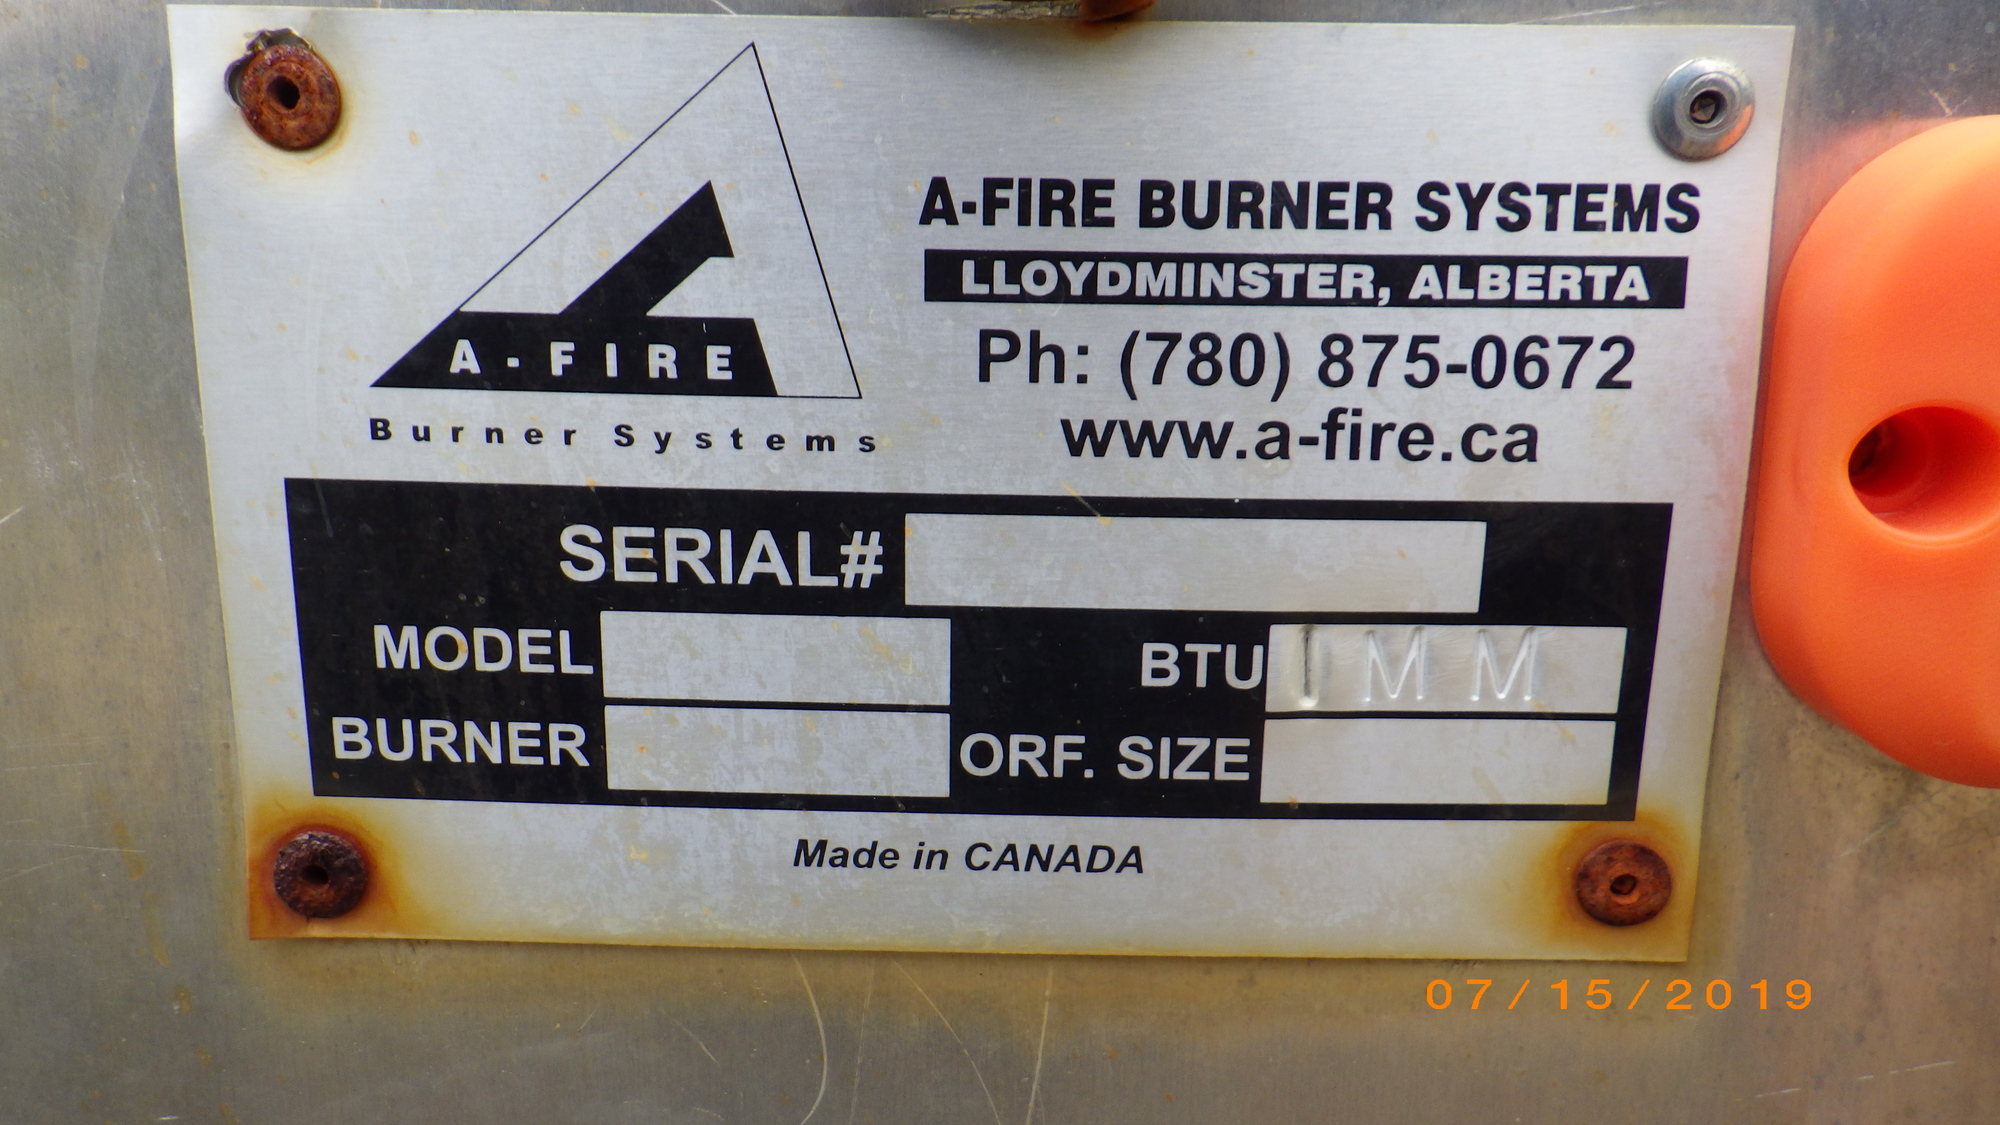 A-FIRE
Burner Systems
A-FIRE BURNER SYSTEMS
LLOYDMINSTER, ALBERTA
Ph: (780) 875-0672
www.a-fire.ca
SERIAL#
MODEL
BTU 1MM
BURNER
ORF. SIZE
Made in CANADA
07/15/2019